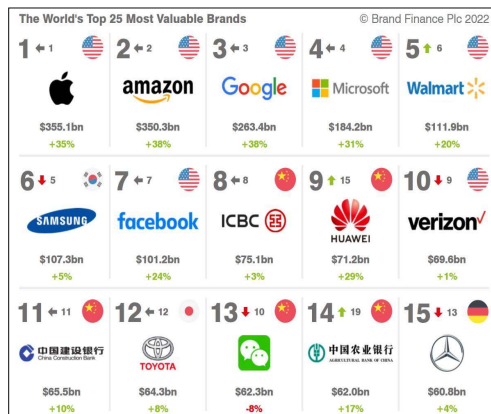 The World's Top 25 Most Valuable Brands © Brand Finance Plc 2022
1 ← 1 2 ← 2 3 ← 3 4 ← 4 5 ↑ 6
amazon Google Microsoft Walmart
$355.1bn $350.3bn $263.4bn $184.2bn $111.9bn
+35% +38% +38% +31% +20%
6 ↓ 5 7 ← 7 8 ← 8 9 ↑ 15 10 ↓ 9
SAMSUNG facebook ICBC HUAWEI verizon✓
$107.3bn $101.2bn $75.1bn $71.2bn $69.6bn
+5% +24% +3% +29% +1%
11 ← 11 12 ← 12 13 ↓ 10 14 ↑ 19 15 ↓ 13
中国建设银行 中国农业银行
China Construction Bank TOYOTA AGRICULTURAL BANK OF CHINA
$65.5bn $64.3bn $62.3bn $62.0bn $60.8bn
+10% +8% -8% +17% +4%